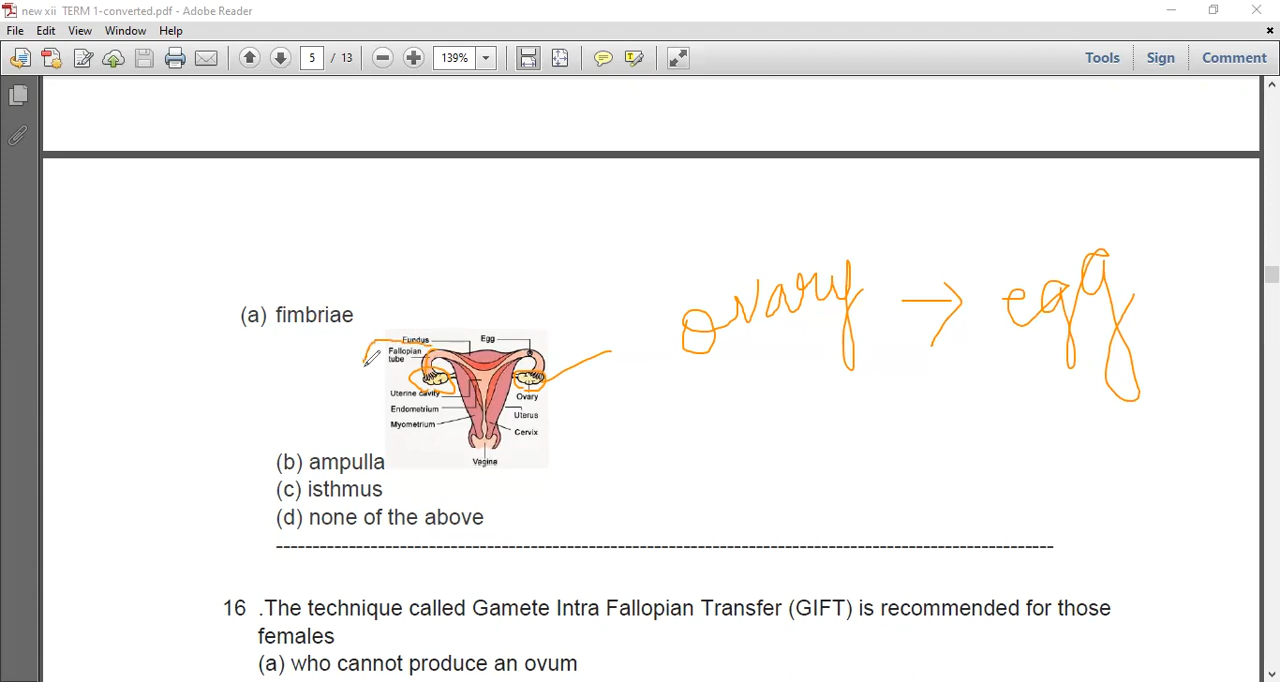 new xii TERM 1-converted.pdf - Adobe Reader
File Edit View Window Help
5 / 13 139% Tools Sign Comment
ovary → egg
(a) fimbriae
Fundus Egg
Fallopian
tube
Uterine cavity Ovary
Endometrium Uterus
Myometrium Cervix
Vagina
(b) ampulla
(c) isthmus
(d) none of the above
16 .The technique called Gamete Intra Fallopian Transfer (GIFT) is recommended for those
females
(a) who cannot produce an ovum